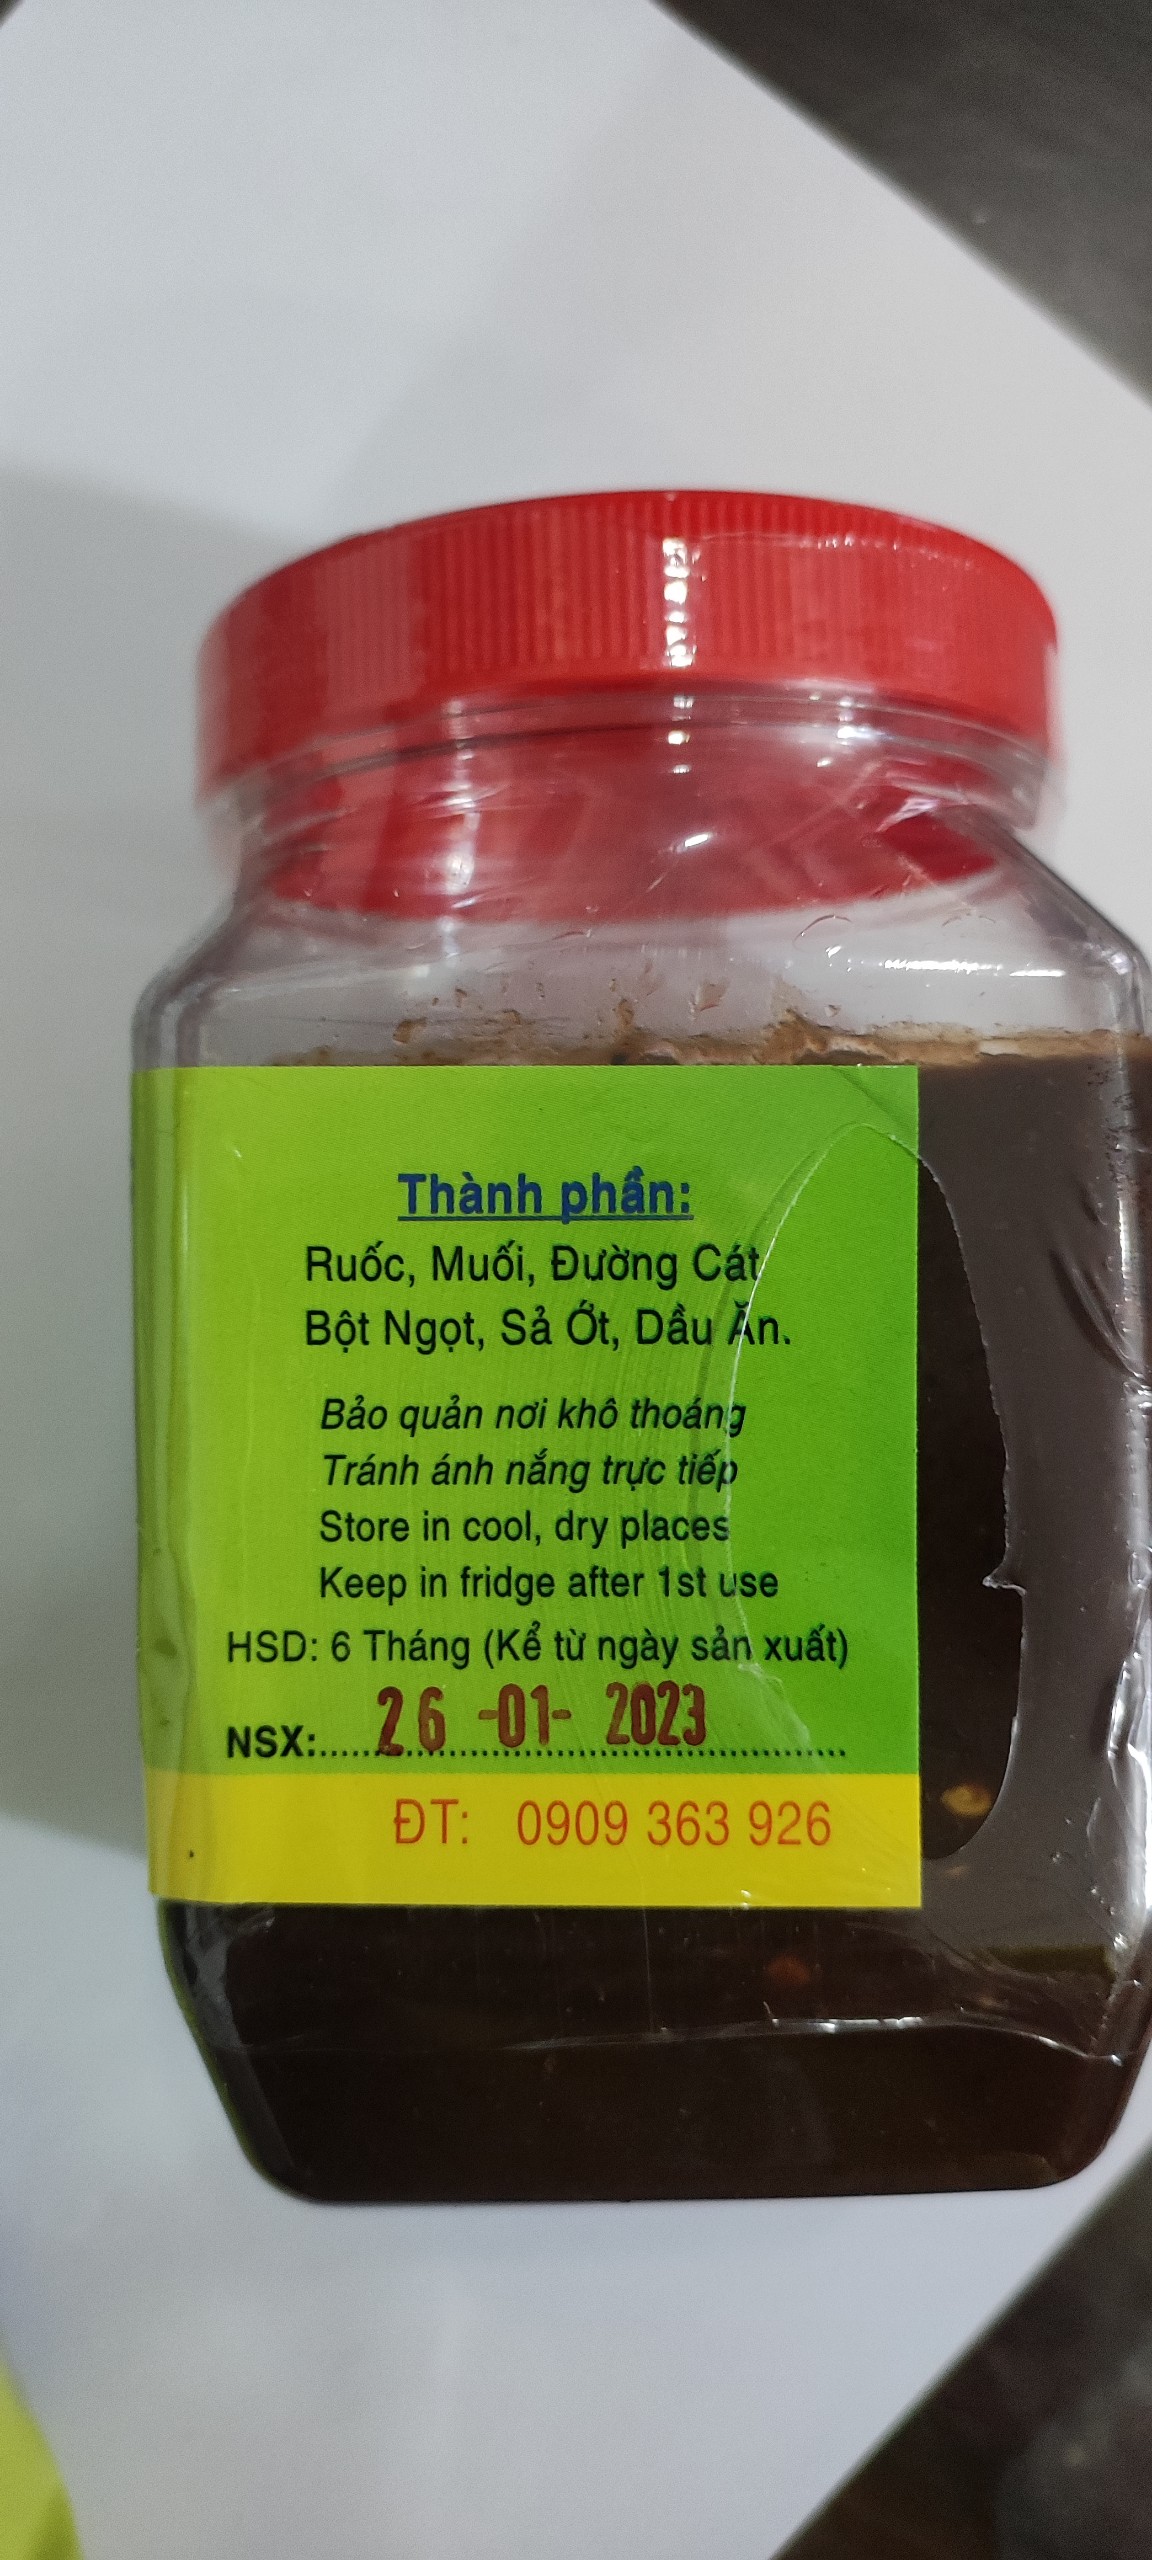 Thành phần:
Ruốc, Muối, Đường Cát
Bột Ngọt, Sả Ớt, Dầu Ăn.
Bảo quản nơi khô thoáng
Tránh ánh nắng trực tiếp
Store in cool, dry places
Keep in fridge after 1st use
HSD: 6 Tháng (Kể từ ngày sản xuất)
NSX:....26 -01- 2023....
ĐT: 0909 363 926